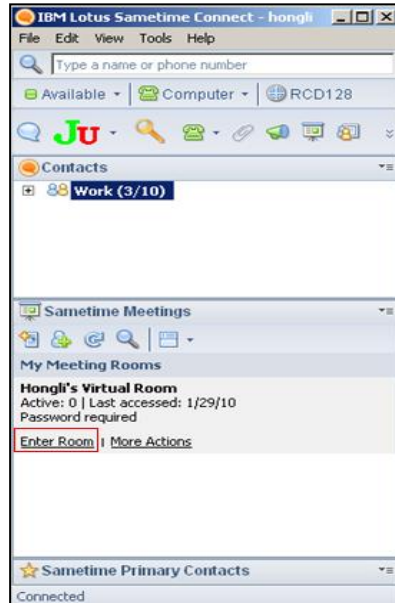 IBM Lotus Sametime Connect - hongli
File Edit View Tools Help
Type a name or phone number
Available Computer RCD128
JU
Contacts
Work (3/10)
Sametime Meetings
My Meeting Rooms
Hongli's Virtual Room
Active: 0 | Last accessed: 1/29/10
Password required
Enter Room | More Actions
Sametime Primary Contacts
Connected